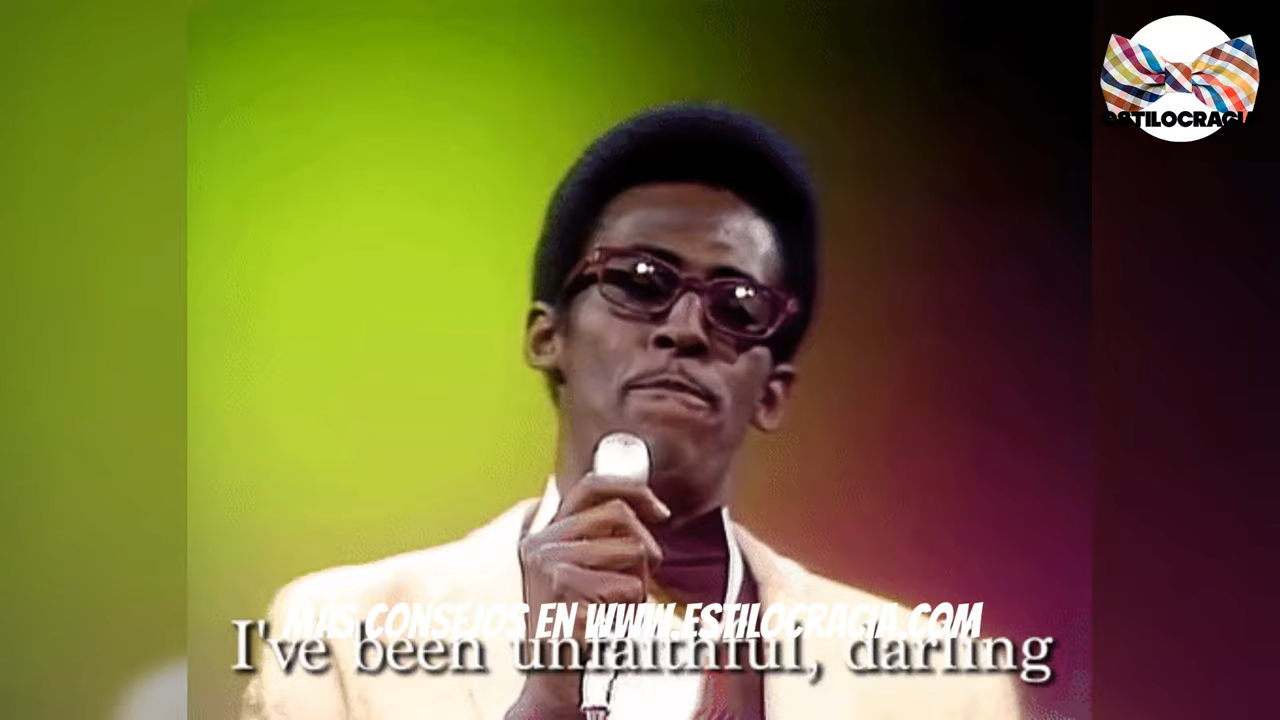 ESTILOCRACIA
MAS CONSEJOS EN WWW.ESTILOCRACIA.COM
I've been unfaithful, darling